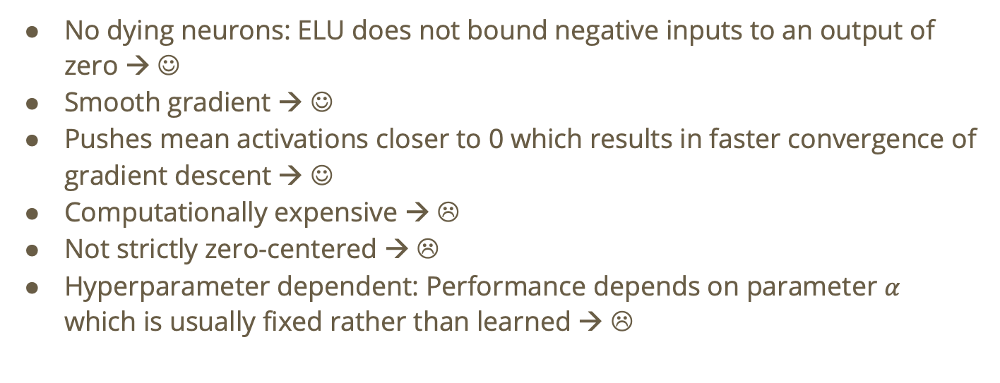 ● No dying neurons: ELU does not bound negative inputs to an output of
zero → ☺
● Smooth gradient → ☺
● Pushes mean activations closer to 0 which results in faster convergence of
gradient descent → ☺
● Computationally expensive → ☹
● Not strictly zero-centered → ☹
● Hyperparameter dependent: Performance depends on parameter α
which is usually fixed rather than learned → ☹